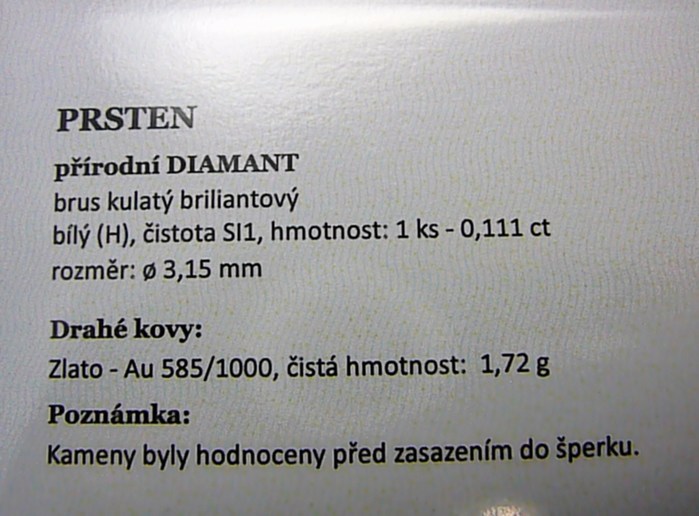 PRSTEN
přírodní DIAMANT
brus kulatý briliantový
bílý (H), čistota SI1, hmotnost: 1 ks - 0,111 ct
rozměr: ø 3,15 mm
Drahé kovy:
Zlato - Au 585/1000, čistá hmotnost: 1,72 g
Poznámka:
Kameny byly hodnoceny před zasazením do šperku.